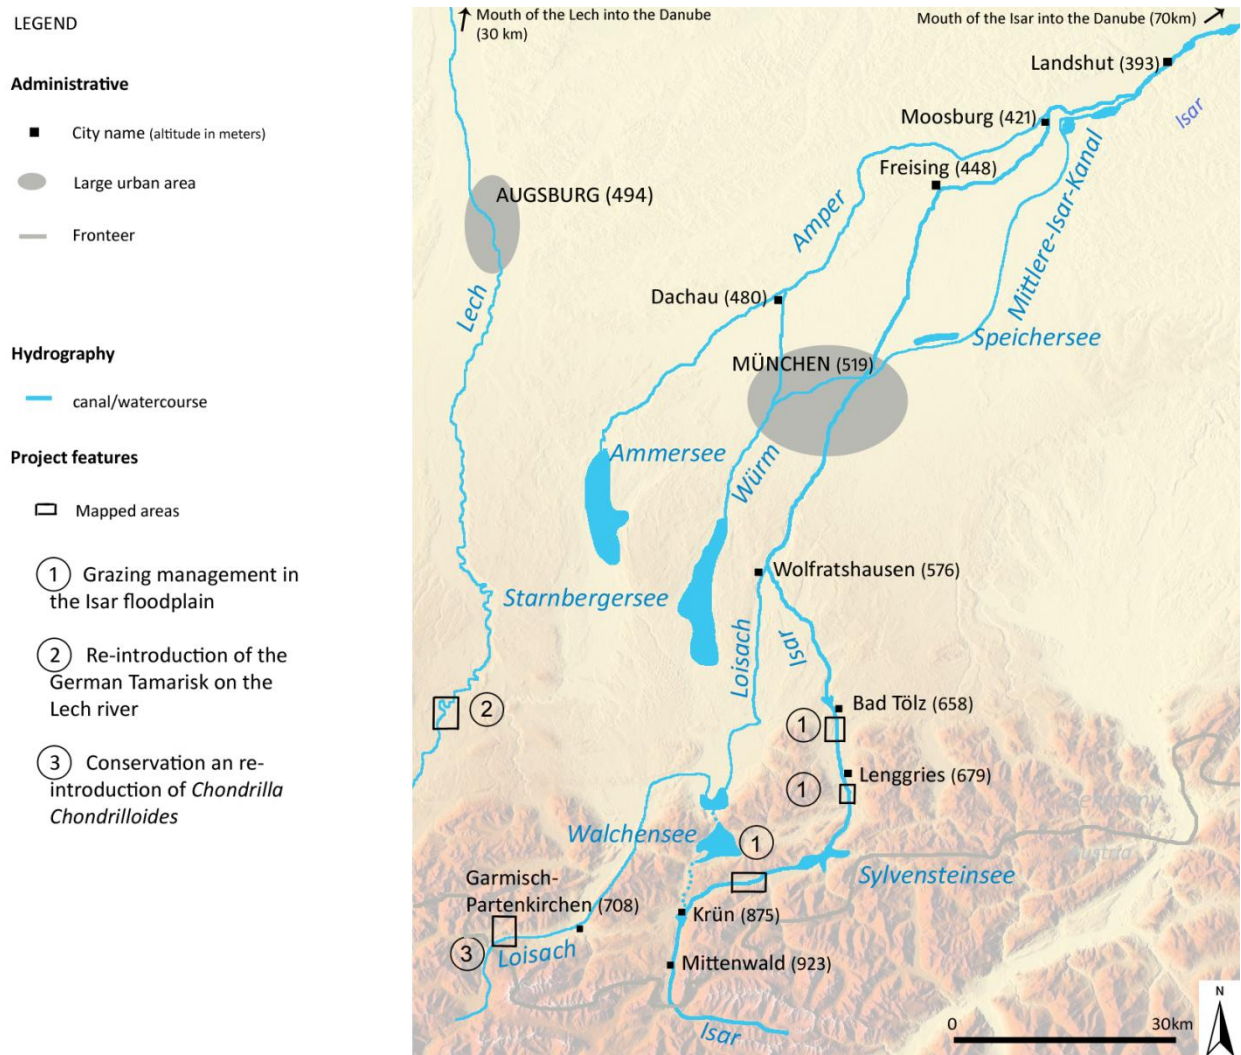 LEGEND
Administrative
City name (altitude in meters)
Large urban area
Fronteer
Hydrography
canal/watercourse
Project features
Mapped areas
1 Grazing management in
the Isar floodplain
2 Re-introduction of the
German Tamarisk on the
Lech river
3 Conservation an re-
introduction of Chondrilla
Chondrilloides
Mouth of the Lech into the Danube
(30 km)
Mouth of the Isar into the Danube (70km)
Landshut (393)
Isar
Moosburg (421)
Freising (448)
Mittlere-Isar-Kanal
AUGSBURG (494)
Amper
Lech
Dachau (480)
Speichersee
MÜNCHEN (519)
Ammersee
Würm
Wolfratshausen (576)
Starnbergersee
Loisach
Isar
2
1
Bad Tölz (658)
1
Lenggries (679)
Germany
Austria
Walchensee
1
Sylvensteinsee
Garmisch-
Partenkirchen (708)
Krün (875)
3
Loisach
Mittenwald (923)
Isar
N
0 30km